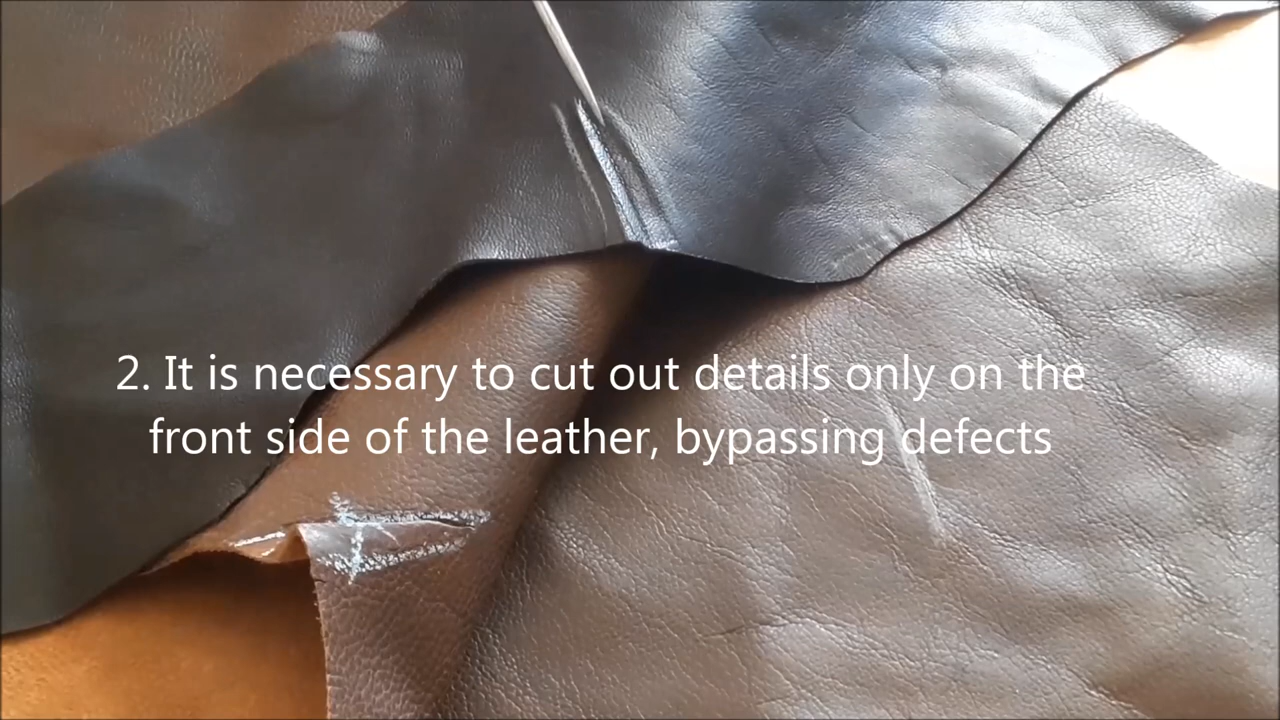 2. It is necessary to cut out details only on the
front side of the leather, bypassing defects